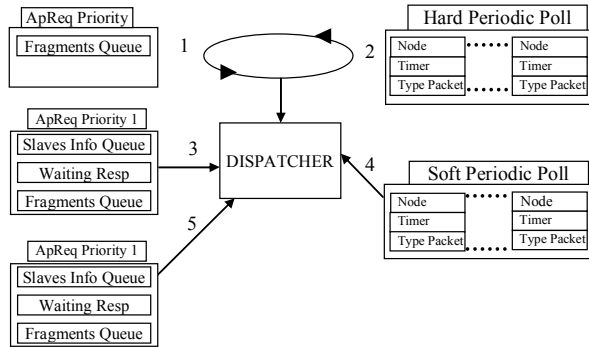 ApReq Priority
Fragments Queue
1
2
Hard Periodic Poll
Node ...... Node
Timer Timer
Type Packet ...... Type Packet
ApReq Priority 1
Slaves Info Queue
Waiting Resp
Fragments Queue
3
DISPATCHER
4
Soft Periodic Poll
Node ...... Node
Timer Timer
Type Packet ...... Type Packet
5
ApReq Priority 1
Slaves Info Queue
Waiting Resp
Fragments Queue